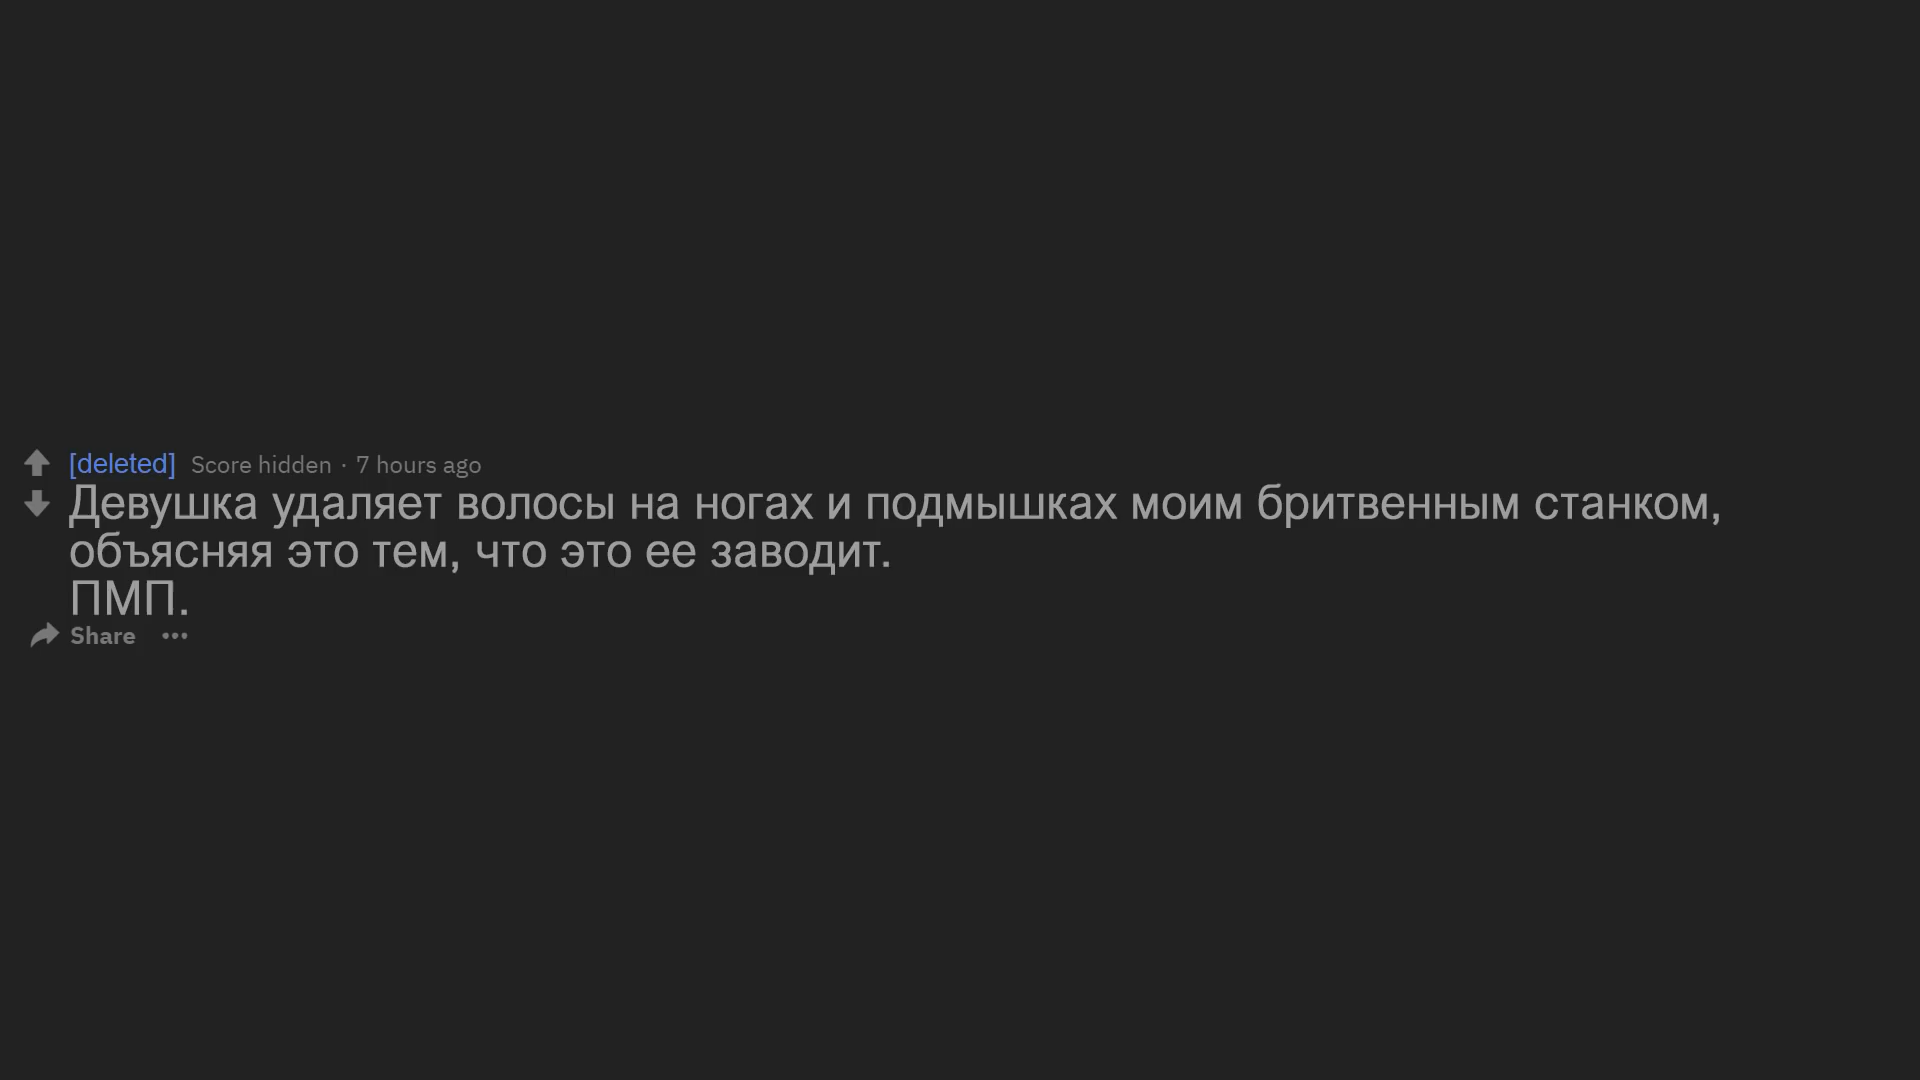 [deleted] Score hidden · 7 hours ago
Девушка удаляет волосы на ногах и подмышках моим бритвенным станком,
объясняя это тем, что это ее заводит.
ПМП.
Share •••